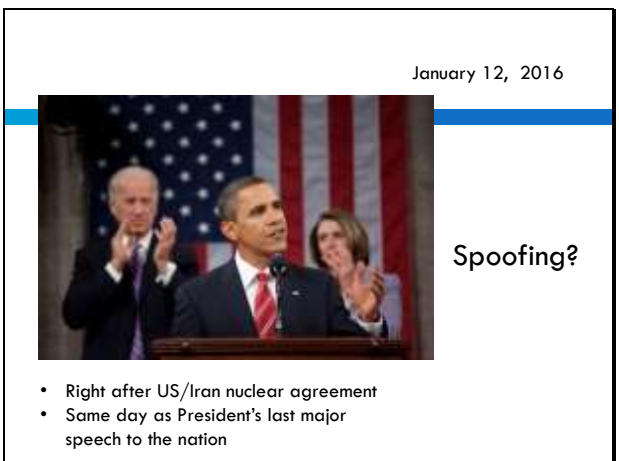 January 12, 2016
Spoofing?
• Right after US/Iran nuclear agreement
• Same day as President's last major
speech to the nation